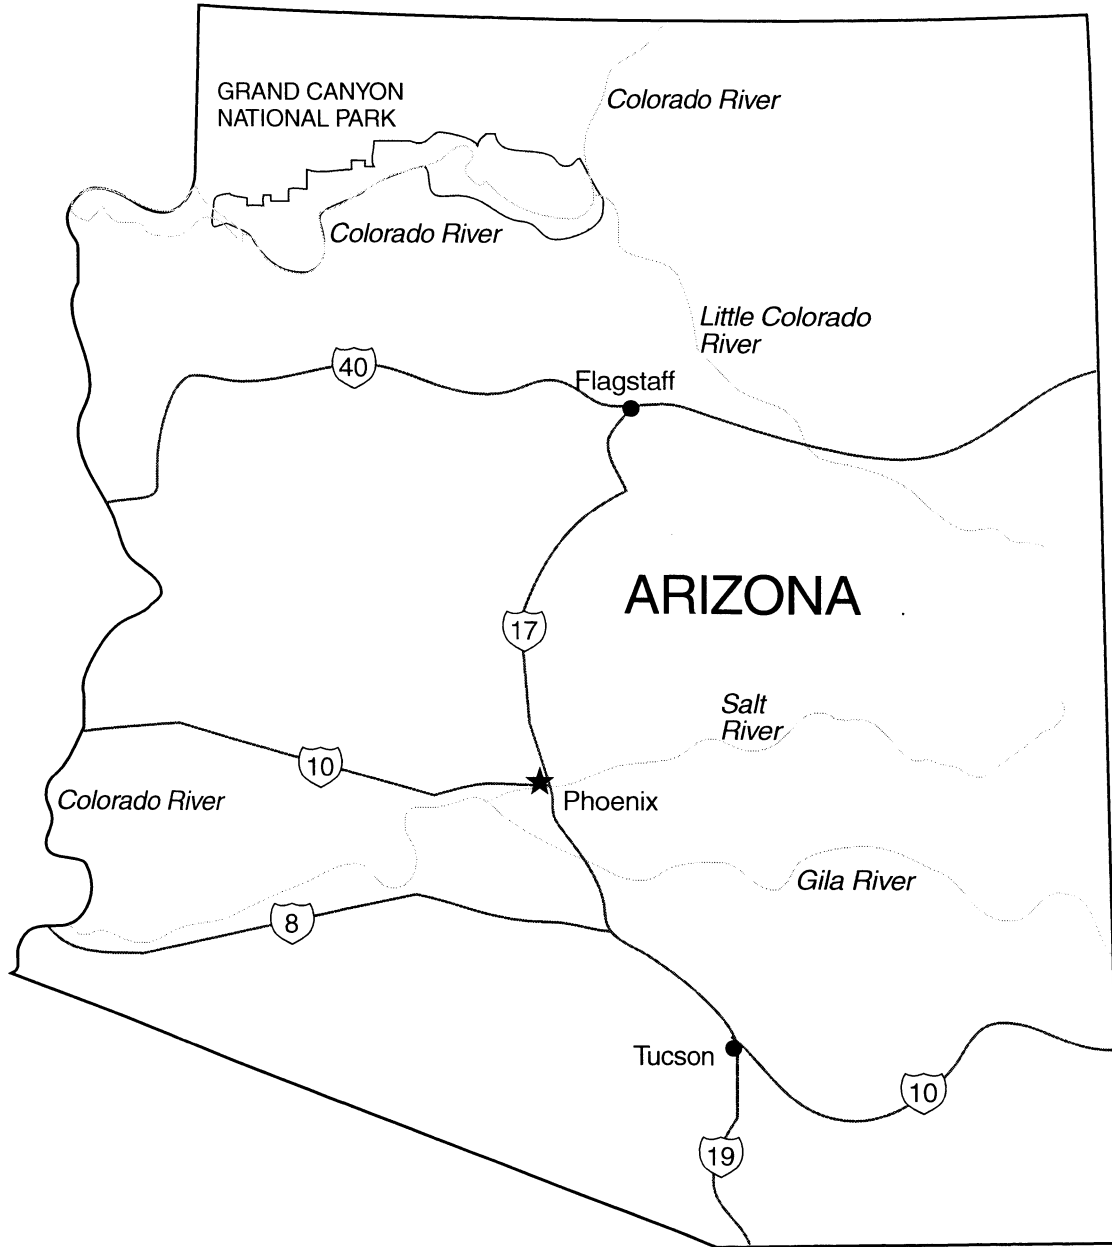 GRAND CANYON
NATIONAL PARK
Colorado River
Colorado River
Little Colorado
River
40
Flagstaff
ARIZONA
17
Salt
River
10
Colorado River
Phoenix
Gila River
8
Tucson
10
19